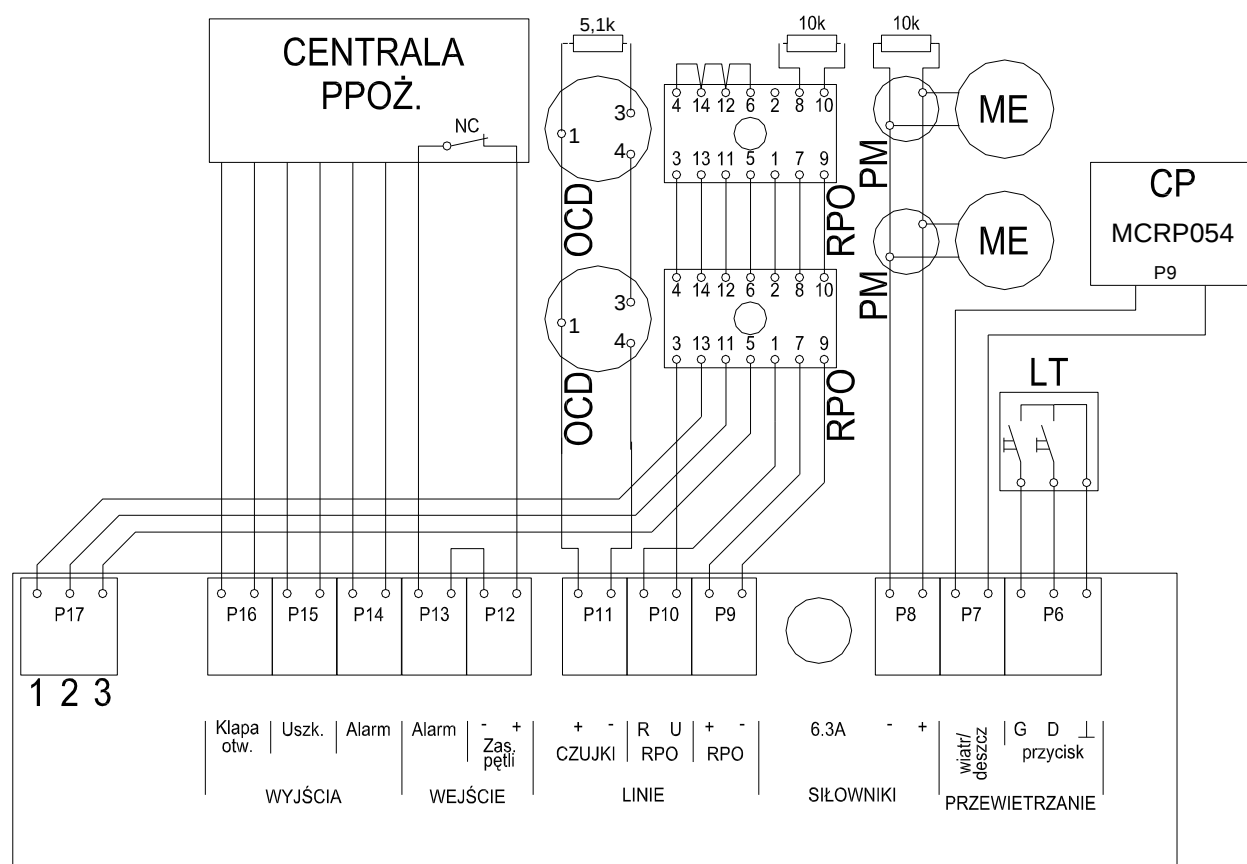 5,1k
10k
10k
CENTRALA
PPOŻ.
NC
1
3
4
OCD
4 14 12 6 2 8 10
3 13 11 5 1 7 9
RPO
PM
ME
CP
MCRP054
P9
1
3
4
OCD
4 14 12 6 2 8 10
3 13 11 5 1 7 9
RPO
PM
ME
LT
P17
P16
P15
P14
P13
P12
P11
P10
P9
P8
P7
P6
1 2 3
Klapa
otw.
Uszk.
Alarm
Alarm
- +
Zas.
pętli
+ -
CZUJKI
R U
RPO
+ -
RPO
6.3A
- +
wiatr/
deszcz
G D ⊥
przycisk
WYJŚCIA
WEJŚCIE
LINIE
SIŁOWNIKI
PRZEWIETRZANIE